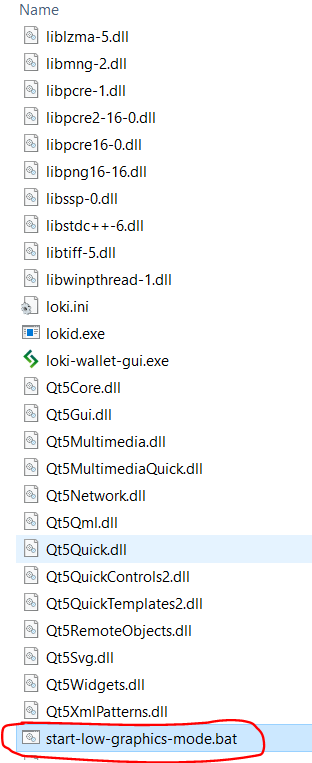 Name
liblzma-5.dll
libmng-2.dll
libpcre-1.dll
libpcre2-16-0.dll
libpcre16-0.dll
libpng16-16.dll
libssp-0.dll
libstdc++-6.dll
libtiff-5.dll
libwinpthread-1.dll
loki.ini
lokid.exe
loki-wallet-gui.exe
Qt5Core.dll
Qt5Gui.dll
Qt5Multimedia.dll
Qt5MultimediaQuick.dll
Qt5Network.dll
Qt5Qml.dll
Qt5Quick.dll
Qt5QuickControls2.dll
Qt5QuickTemplates2.dll
Qt5RemoteObjects.dll
Qt5Svg.dll
Qt5Widgets.dll
Qt5XmlPatterns.dll
start-low-graphics-mode.bat